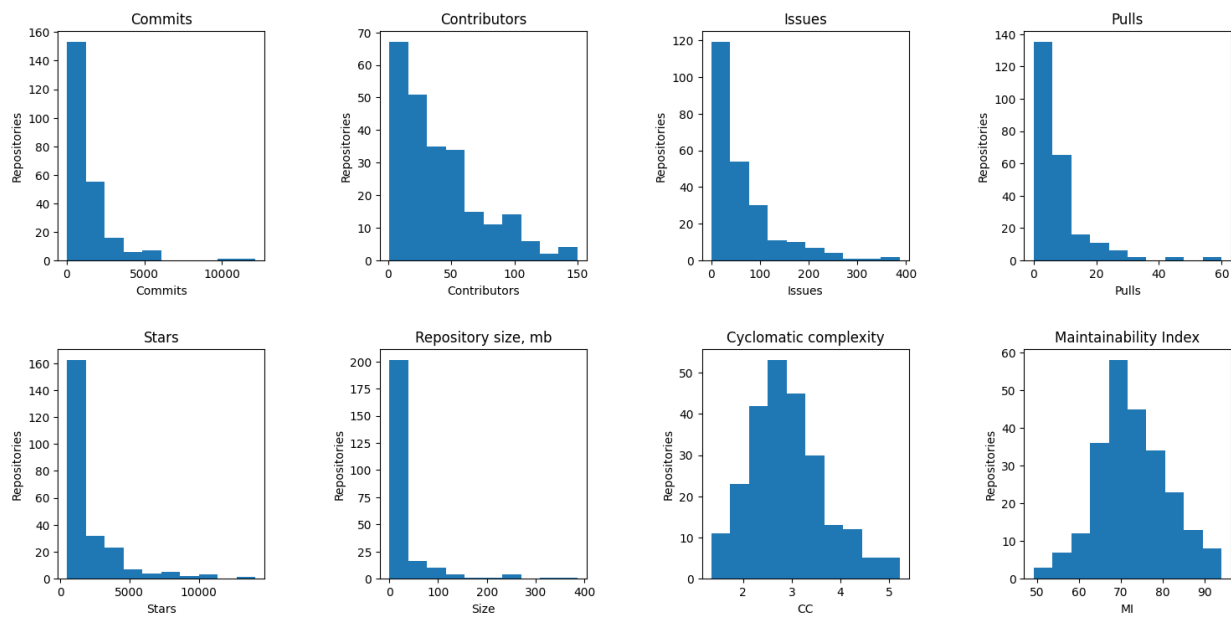 Commits
Contributors
Issues
Pulls
160
140
120
100
80
60
40
20
0
Repositories
0 5000 10000
Commits
70
60
50
40
30
20
10
0
Repositories
0 50 100 150
Contributors
120
100
80
60
40
20
0
Repositories
0 100 200 300 400
Issues
140
120
100
80
60
40
20
0
Repositories
0 20 40 60
Pulls
Stars
Repository size, mb
Cyclomatic complexity
Maintainability Index
160
140
120
100
80
60
40
20
0
Repositories
0 5000 10000
Stars
200
175
150
125
100
75
50
25
0
Repositories
0 100 200 300 400
Size
50
40
30
20
10
0
Repositories
2 3 4 5
CC
60
50
40
30
20
10
0
Repositories
50 60 70 80 90
MI